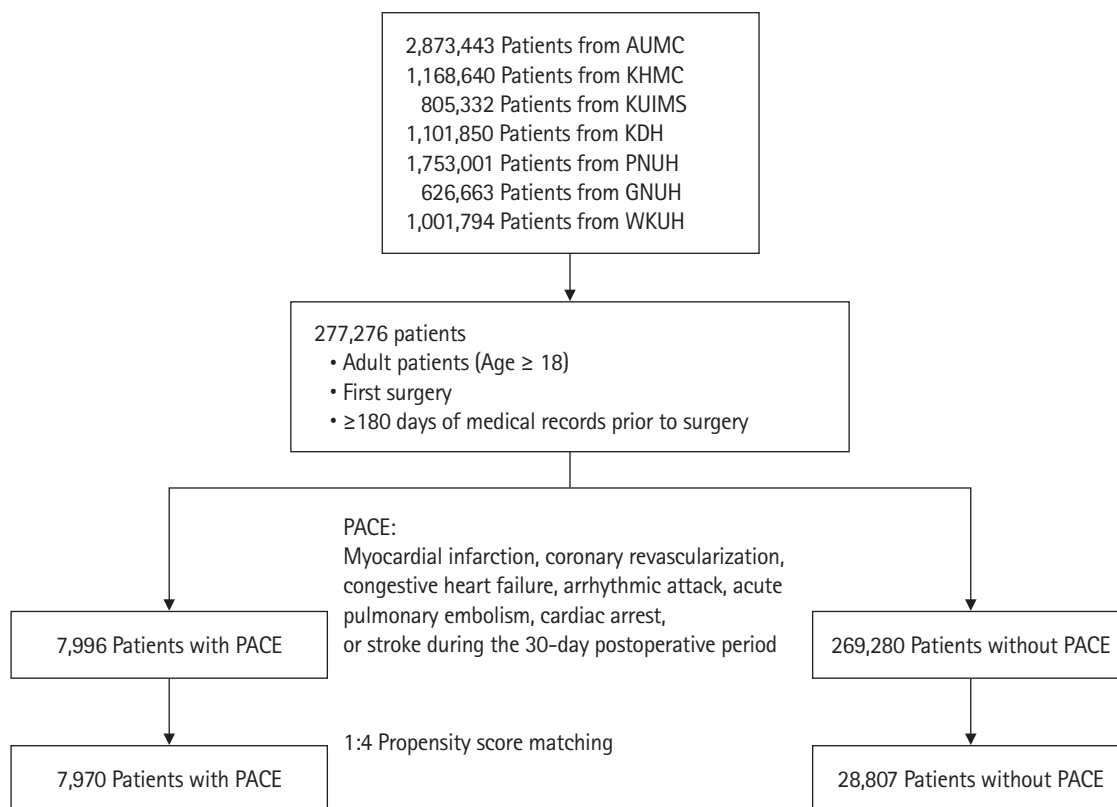 2,873,443 Patients from AUMC
1,168,640 Patients from KHMC
805,332 Patients from KUIMS
1,101,850 Patients from KDH
1,753,001 Patients from PNUH
626,663 Patients from GNUH
1,001,794 Patients from WKUH
277,276 patients
• Adult patients (Age ≥ 18)
• First surgery
• ≥180 days of medical records prior to surgery
PACE:
Myocardial infarction, coronary revascularization,
congestive heart failure, arrhythmic attack, acute
pulmonary embolism, cardiac arrest,
or stroke during the 30-day postoperative period
7,996 Patients with PACE
269,280 Patients without PACE
1:4 Propensity score matching
7,970 Patients with PACE
28,807 Patients without PACE